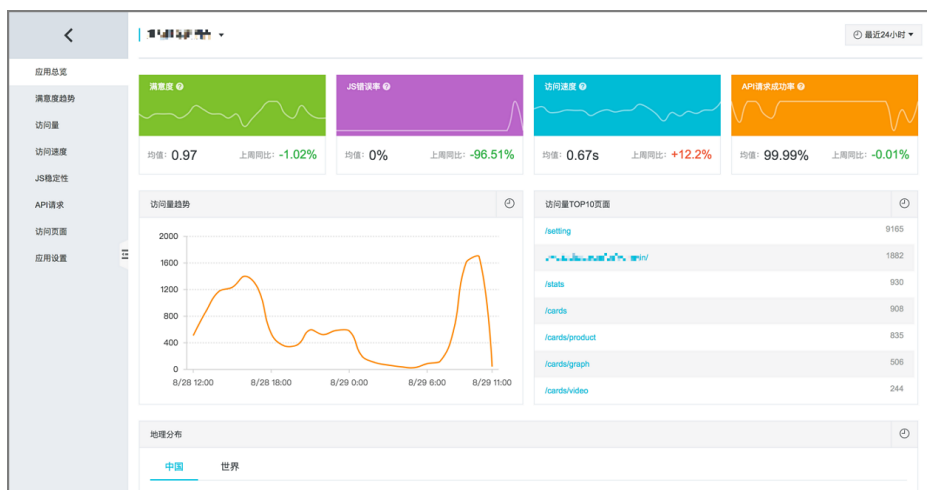 最近24小时
应用总览
满意度趋势
访问量
访问速度
JS稳定性
API请求
访问页面
应用设置
满意度
均值: 0.97 上周同比: -1.02%
JS错误率
均值: 0% 上周同比: -96.51%
访问速度
均值: 0.67s 上周同比: +12.2%
API请求成功率
均值: 99.99% 上周同比: -0.01%
访问量趋势
2000
1600
1200
800
400
0
8/28 12:00 8/28 18:00 8/29 0:00 8/29 6:00 8/29 11:00
访问量TOP10页面
/setting 9165
1882
/stats 930
/cards 908
/cards/product 835
/cards/graph 506
/cards/video 244
地理分布
中国 世界